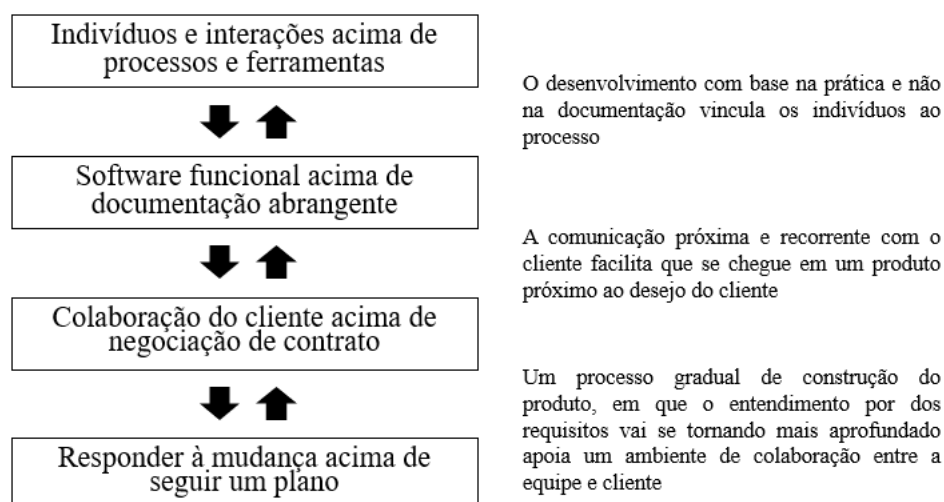 Indivíduos e interações acima de
processos e ferramentas
O desenvolvimento com base na prática e não
na documentação vincula os indivíduos ao
processo
Software funcional acima de
documentação abrangente
A comunicação próxima e recorrente com o
cliente facilita que se chegue em um produto
próximo ao desejo do cliente
Colaboração do cliente acima de
negociação de contrato
Um processo gradual de construção do
produto, em que o entendimento por dos
requisitos vai se tornando mais aprofundado
apoia um ambiente de colaboração entre a
equipe e cliente
Responder à mudança acima de
seguir um plano